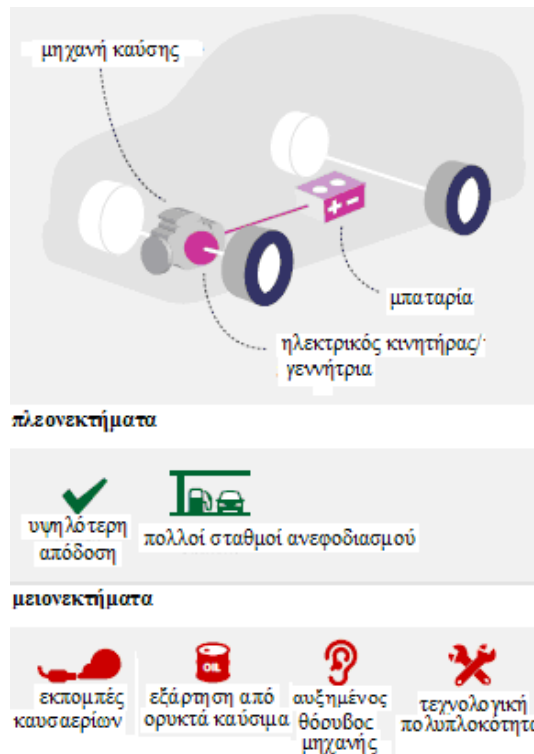 μηχανή καύσης
+ −
μπαταρία
ηλεκτρικός κινητήρας/
γεννήτρια
πλεονεκτήματα
υψηλότερη
απόδοση
πολλοί σταθμοί ανεφοδιασμού
μειονεκτήματα
OIL
εκπομπές
καυσαερίων
εξάρτηση από
ορυκτά καύσιμα
αυξημένος
θόσυβος
μηχανής
τεχνολογική
πολυπλοκότητα